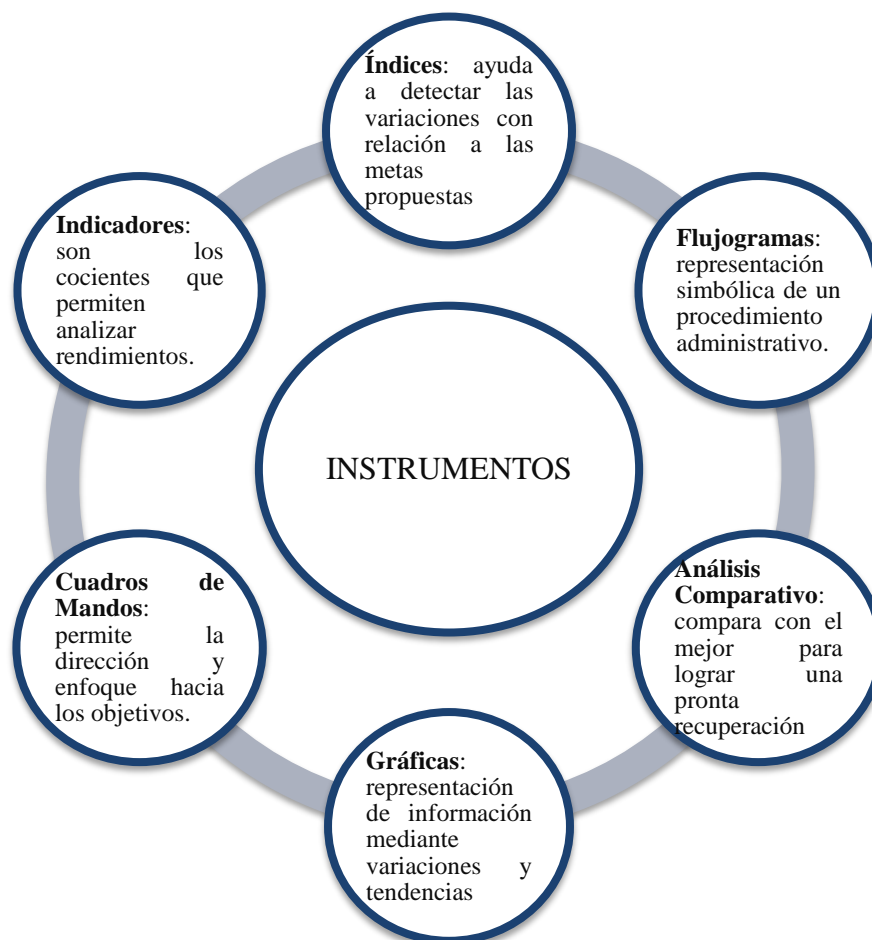 Índices: ayuda
a detectar las
variaciones con
relación a las
metas
propuestas
Flujogramas:
representación
simbólica de un
procedimiento
administrativo.
Análisis
Comparativo:
compara con el
mejor para
lograr una
pronta
recuperación
Gráficas:
representación
de información
mediante
variaciones y
tendencias
Cuadros de
Mandos:
permite la
dirección y
enfoque hacia
los objetivos.
Indicadores:
son los
cocientes que
permiten
analizar
rendimientos.
INSTRUMENTOS